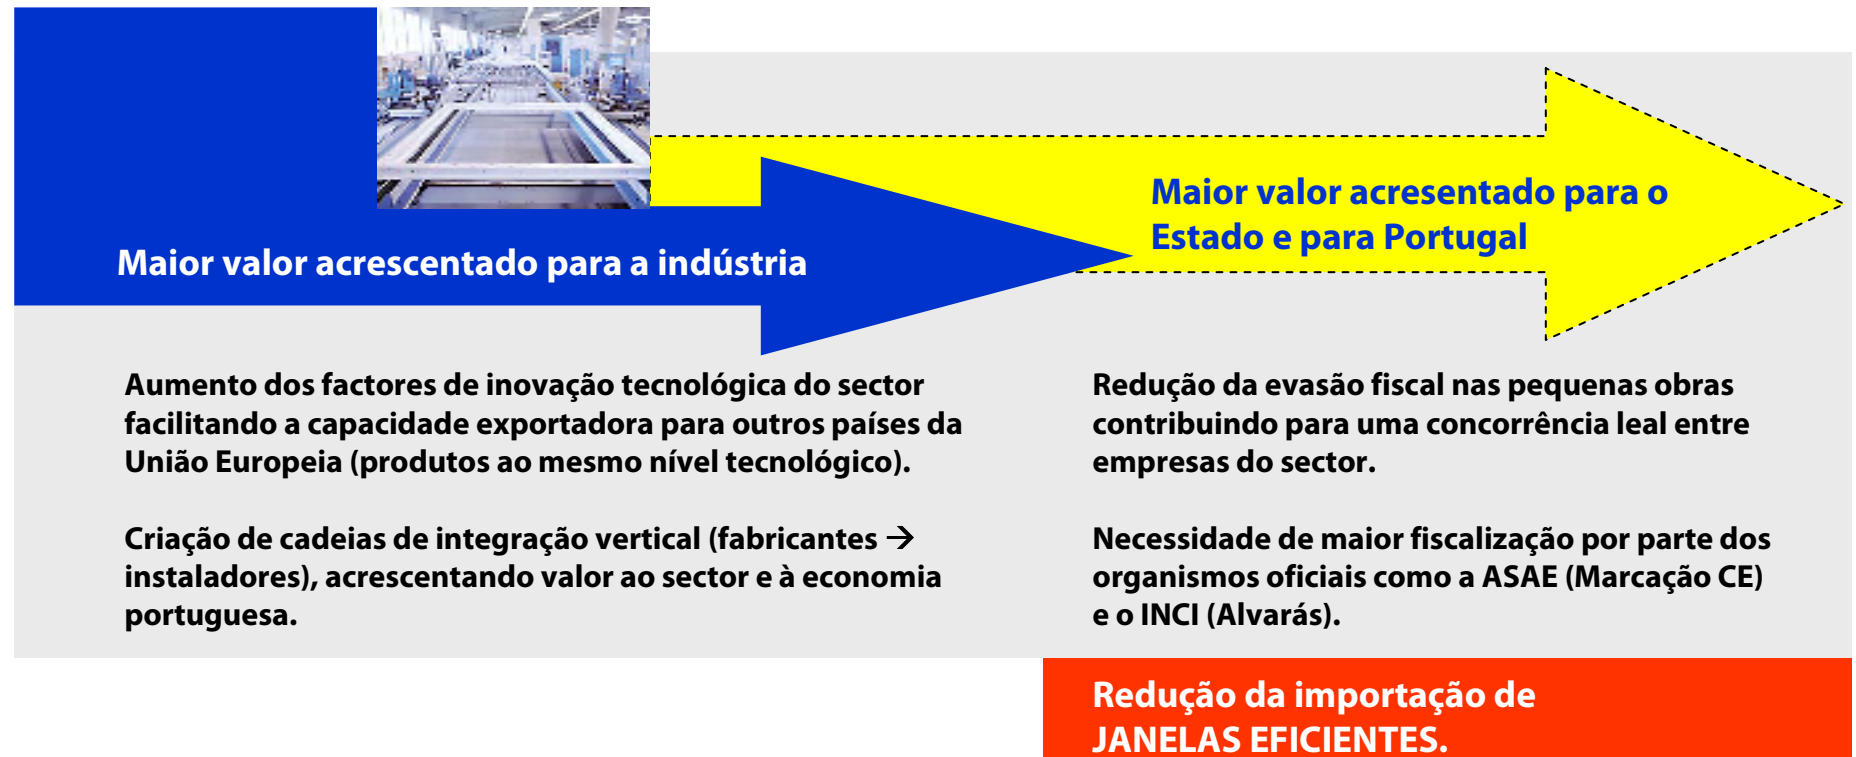 Maior valor acrescentado para a indústria
Maior valor acresentado para o
Estado e para Portugal
Aumento dos factores de inovação tecnológica do sector
facilitando a capacidade exportadora para outros países da
União Europeia (produtos ao mesmo nível tecnológico).
Criação de cadeias de integração vertical (fabricantes →
instaladores), acrescentando valor ao sector e à economia
portuguesa.
Redução da evasão fiscal nas pequenas obras
contribuindo para uma concorrência leal entre
empresas do sector.
Necessidade de maior fiscalização por parte dos
organismos oficiais como a ASAE (Marcação CE)
e o INCI (Alvarás).
Redução da importação de
JANELAS EFICIENTES.